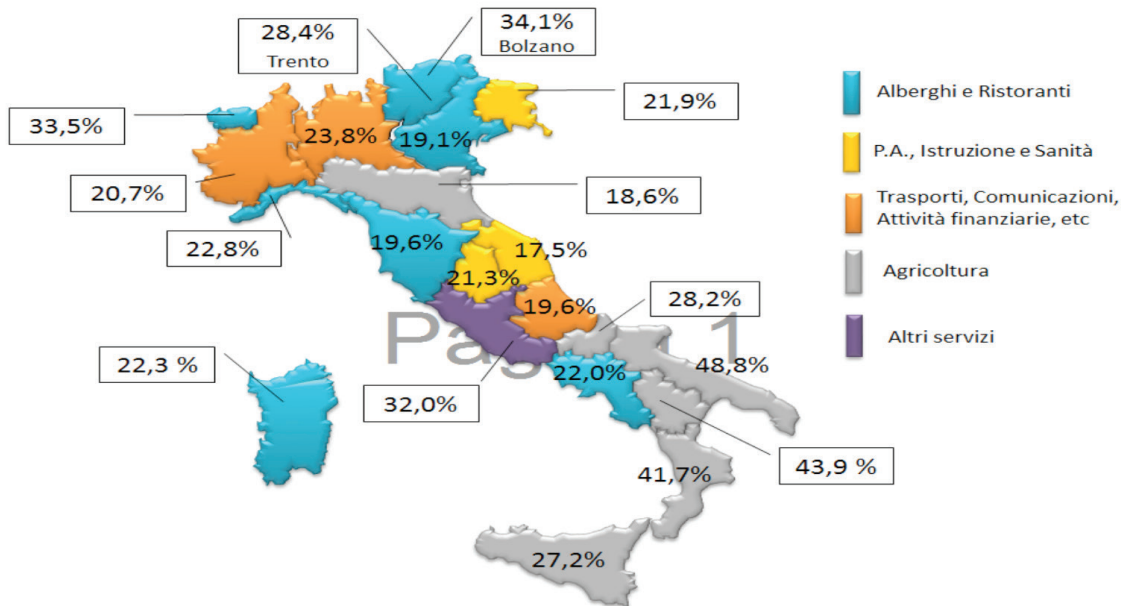 28,4%
Trento
34,1%
Bolzano
33,5%
23,8%
19,1%
21,9%
20,7%
18,6%
22,8%
19,6%
17,5%
21,3%
19,6%
28,2%
22,3 %
32,0%
22,0%
48,8%
41,7%
43,9 %
27,2%
Alberghi e Ristoranti
P.A., Istruzione e Sanità
Trasporti, Comunicazioni,
Attività finanziarie, etc
Agricoltura
Altri servizi